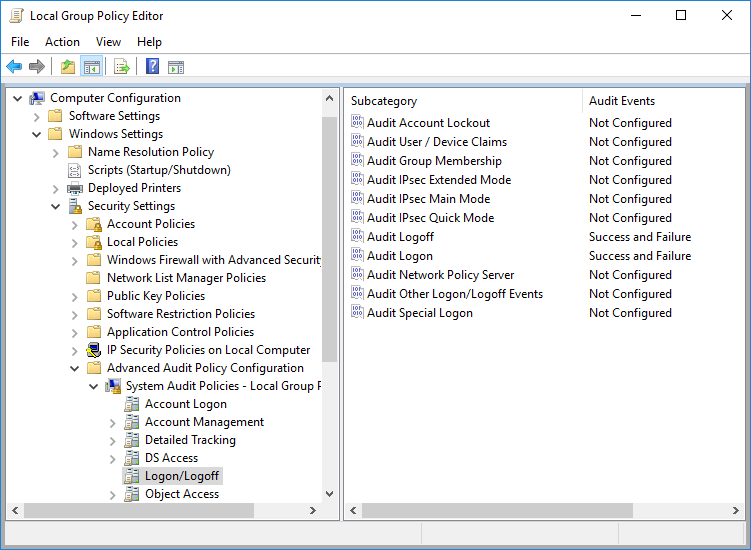 Local Group Policy Editor
File Action View Help
Computer Configuration
Software Settings
Windows Settings
Name Resolution Policy
Scripts (Startup/Shutdown)
Deployed Printers
Security Settings
Account Policies
Local Policies
Windows Firewall with Advanced Security
Network List Manager Policies
Public Key Policies
Software Restriction Policies
Application Control Policies
IP Security Policies on Local Computer
Advanced Audit Policy Configuration
System Audit Policies - Local Group P
Account Logon
Account Management
Detailed Tracking
DS Access
Logon/Logoff
Object Access
Subcategory Audit Events
Audit Account Lockout Not Configured
Audit User / Device Claims Not Configured
Audit Group Membership Not Configured
Audit IPsec Extended Mode Not Configured
Audit IPsec Main Mode Not Configured
Audit IPsec Quick Mode Not Configured
Audit Logoff Success and Failure
Audit Logon Success and Failure
Audit Network Policy Server Not Configured
Audit Other Logon/Logoff Events Not Configured
Audit Special Logon Not Configured